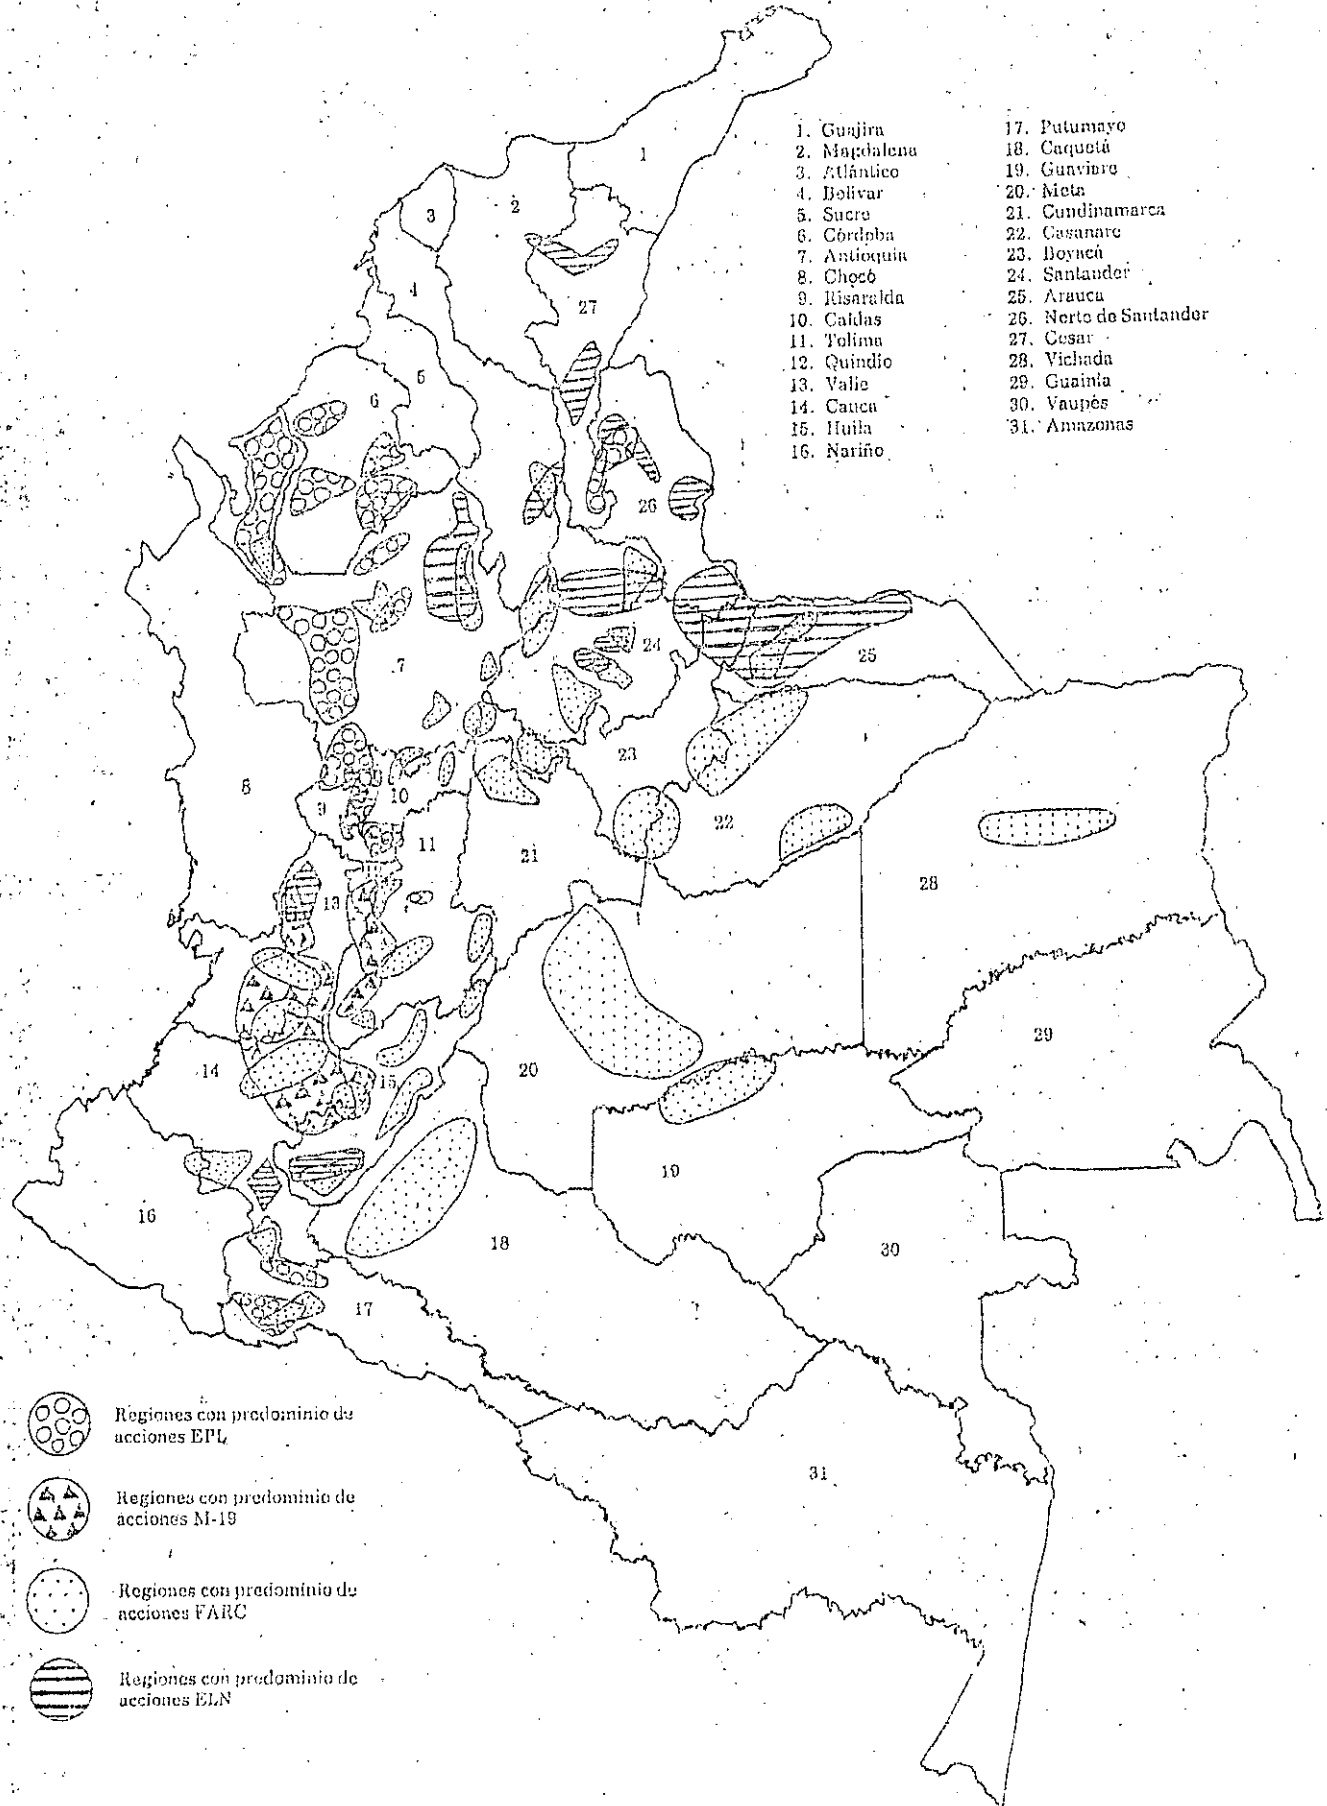 1. Guajira
2. Magdalena
3. Atlántico
4. Bolívar
5. Sucre
6. Córdoba
7. Antioquia
8. Chocó
9. Risaralda
10. Caldas
11. Tolima
12. Quindío
13. Valle
14. Cauca
15. Huila
16. Nariño
17. Putumayo
18. Caquetá
19. Guaviare
20. Meta
21. Cundinamarca
22. Casanare
23. Boyacá
24. Santander
25. Arauca
26. Norte de Santander
27. Cesar
28. Vichada
29. Guainía
30. Vaupés
31. Amazonas
1
2
3
4
27
5
6
26
24
25
7
23
8
10
9
22
11
21
28
13
29
14
15
20
19
16
18
30
17
31
Regiones con predominio de
acciones EPL
Regiones con predominio de
acciones M-19
Regiones con predominio de
acciones FARC
Regiones con predominio de
acciones ELN